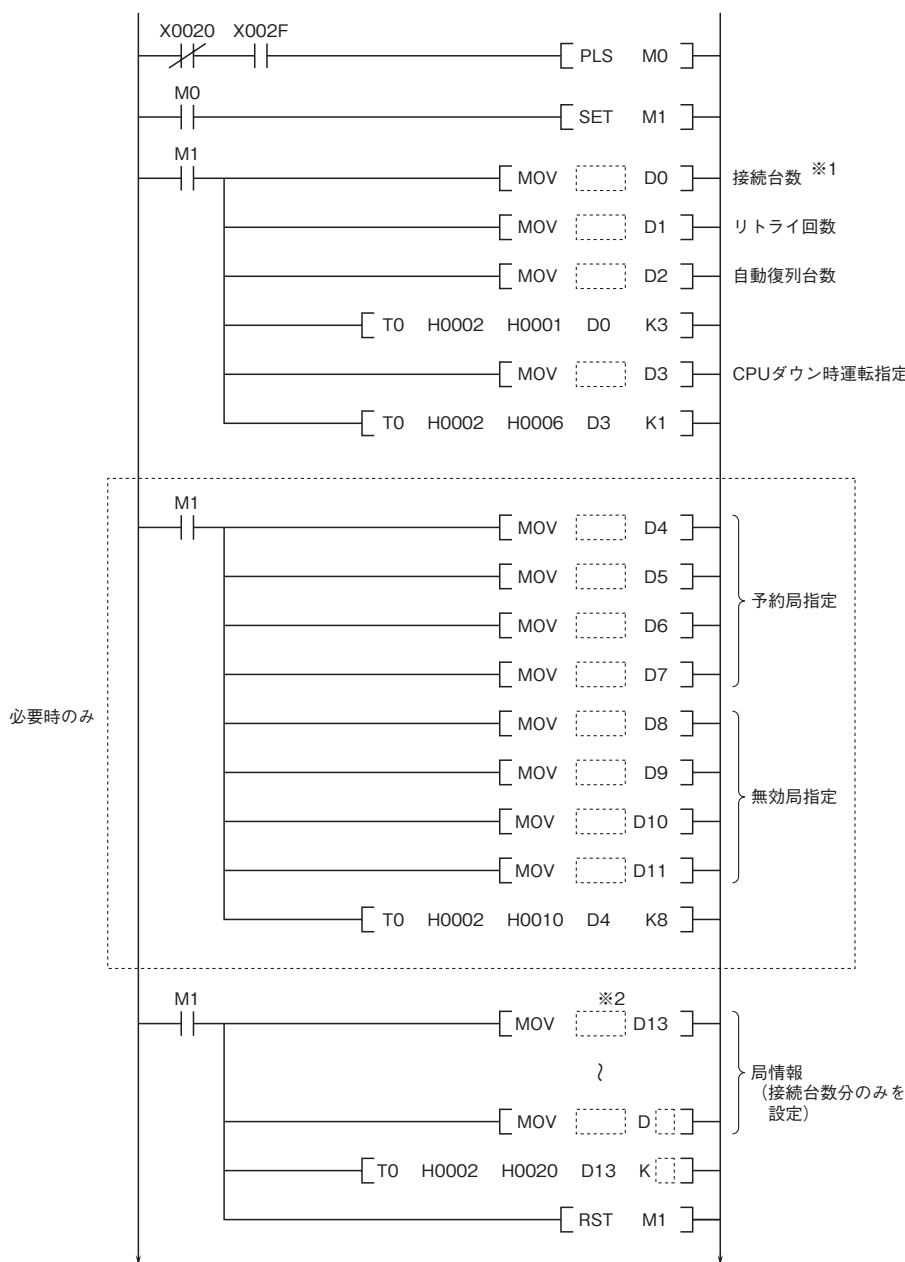 X0020 X002F
PLS M0
M0
SET M1
M1
MOV D0 接続台数 ※1
MOV D1 リトライ回数
MOV D2 自動復列台数
T0 H0002 H0001 D0 K3
MOV D3 CPUダウン時運転指定
T0 H0002 H0006 D3 K1
必要時のみ
M1
MOV D4
MOV D5
予約局指定
MOV D6
MOV D7
MOV D8
MOV D9
無効局指定
MOV D10
MOV D11
T0 H0002 H0010 D4 K8
M1
※2
MOV D13
局情報
(接続台数分のみを
設定)
~
MOV D
T0 H0002 H0020 D13 K
RST M1